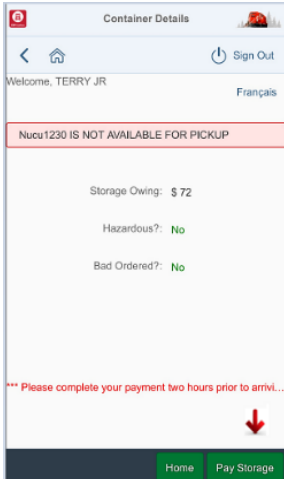 Container Details
Sign Out
Welcome, TERRY JR
Français
Nucu1230 IS NOT AVAILABLE FOR PICKUP
Storage Owing: $ 72
Hazardous?: No
Bad Ordered?: No
*** Please complete your payment two hours prior to arrivi...
Home Pay Storage